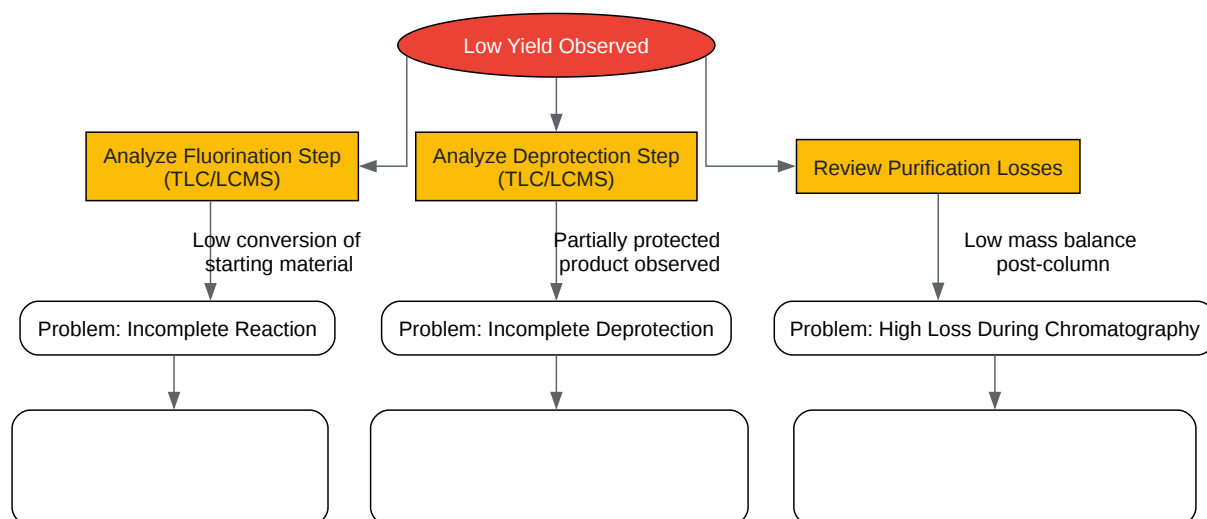 Low Yield Observed
Analyze Fluorination Step
(TLC/LCMS)
Analyze Deprotection Step
(TLC/LCMS)
Review Purification Losses
Low conversion of
starting material
Partially protected
product observed
Low mass balance
post-column
Problem: Incomplete Reaction
Problem: Incomplete Deprotection
Problem: High Loss During Chromatography